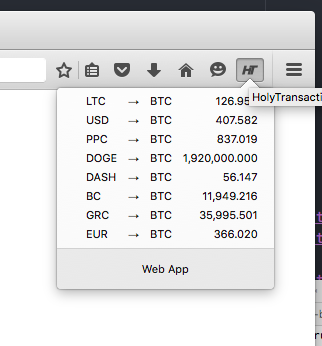 HT
LTC → BTC 126.95
USD → BTC 407.582
PPC → BTC 837.019
DOGE → BTC 1,920,000.000
DASH → BTC 56.147
BC → BTC 11,949.216
GRC → BTC 35,995.501
EUR → BTC 366.020
Web App